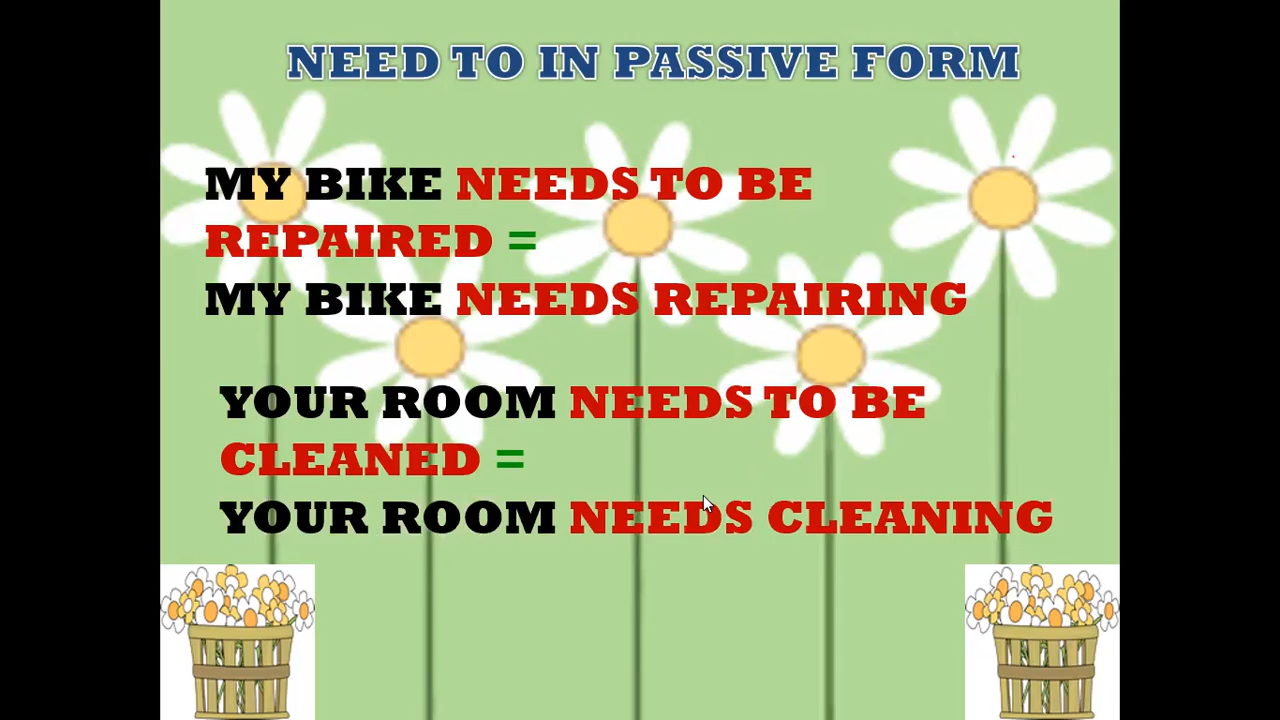 NEED TO IN PASSIVE FORM
MY BIKE NEEDS TO BE
REPAIRED =
MY BIKE NEEDS REPAIRING
YOUR ROOM NEEDS TO BE
CLEANED =
YOUR ROOM NEEDS CLEANING